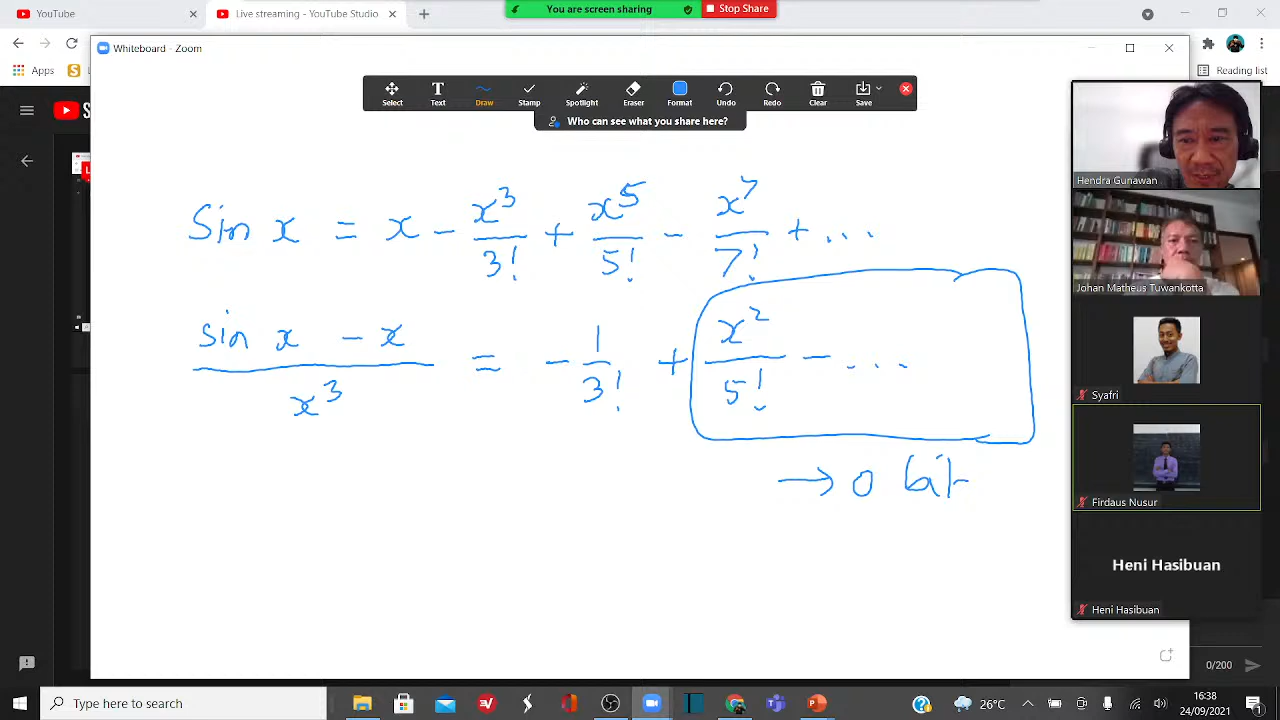 YouTube
Live streaming - YouTube Studio
You are screen sharing
Stop Share
Apps
Reading list
Whiteboard - Zoom
Select
Text
Draw
Stamp
Spotlight
Eraser
Format
Undo
Redo
Clear
Save
Who can see what you share here?
Sin x = x - x³/3! + x⁵/5! - x⁷/7! + ...
(sin x - x)/x³ = - 1/3! + x²/5! - ...
→ 0 bit
Hendra Gunawan
Johan Matheus Tuwankotta
Syafri
Firdaus Nusur
Heni Hasibuan
Heni Hasibuan
0/200
Type here to search
26°C
16:38
24/09/2021